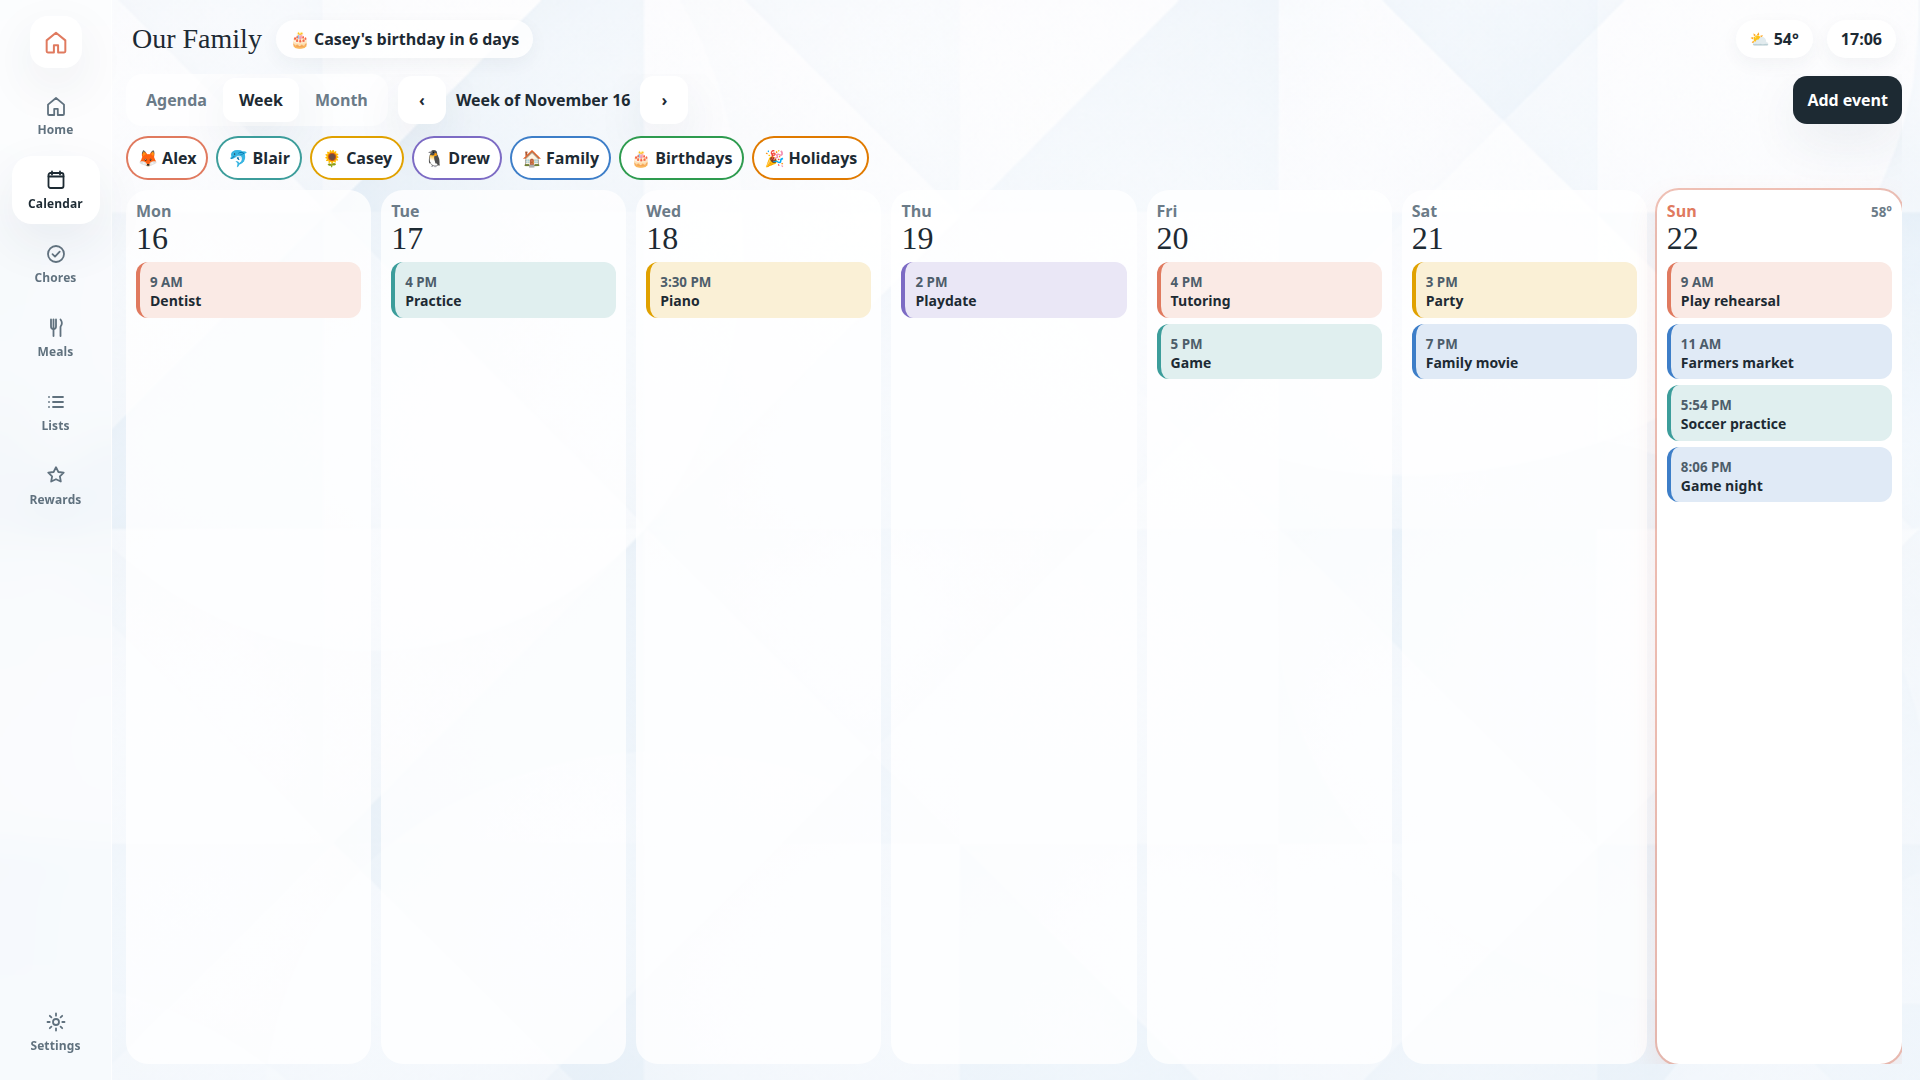 Our Family
🎂 Casey's birthday in 6 days
⛅ 54°
17:06
Home
Calendar
Chores
Meals
Lists
Rewards
Settings
Agenda
Week
Month
‹
Week of November 16
›
Add event
🦊 Alex
🐬 Blair
🌻 Casey
🐧 Drew
🏠 Family
🎂 Birthdays
🎉 Holidays
Mon
16
9 AM
Dentist
Tue
17
4 PM
Practice
Wed
18
3:30 PM
Piano
Thu
19
2 PM
Playdate
Fri
20
4 PM
Tutoring
5 PM
Game
Sat
21
3 PM
Party
7 PM
Family movie
Sun
58°
22
9 AM
Play rehearsal
11 AM
Farmers market
5:54 PM
Soccer practice
8:06 PM
Game night